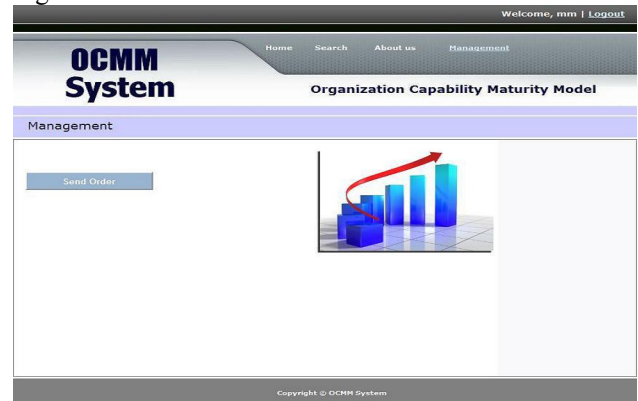 Welcome, mm | Logout
Home Search About us Management
OCMM
System
Organization Capability Maturity Model
Management
Send Order
Copyright © OCMM System